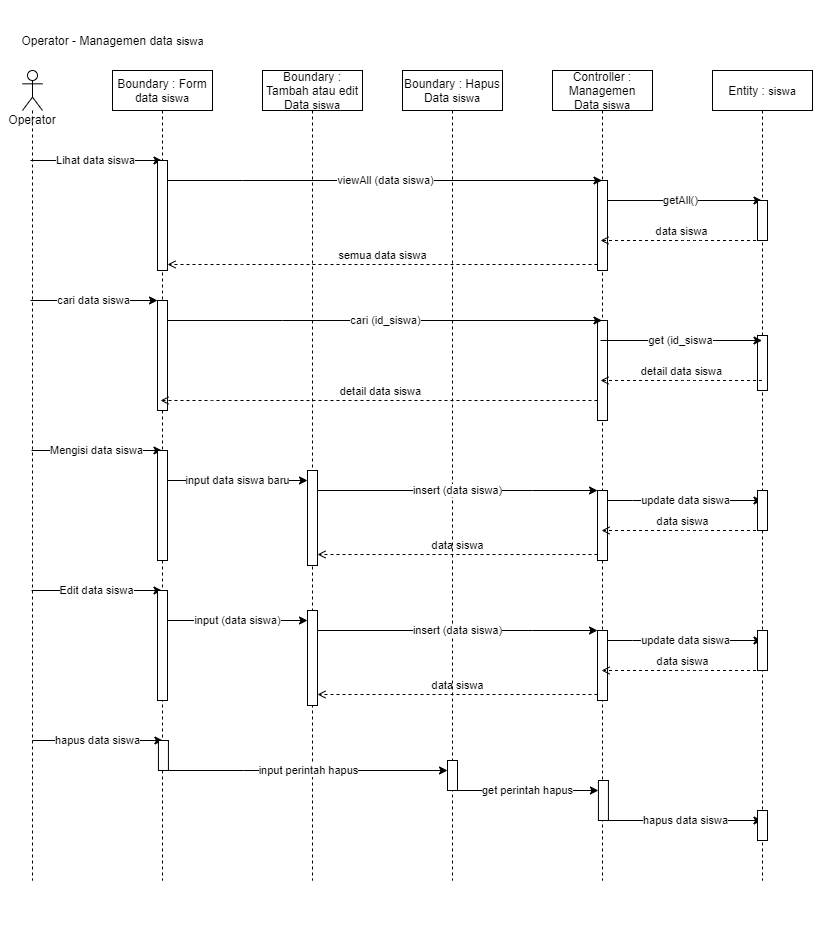 Operator - Managemen data siswa
Operator
Boundary : Form
data siswa
Boundary :
Tambah atau edit
Data siswa
Boundary : Hapus
Data siswa
Controller :
Managemen
Data siswa
Entity : siswa
Lihat data siswa
viewAll (data siswa)
getAll()
data siswa
semua data siswa
cari data siswa
cari (id_siswa)
get (id_siswa
detail data siswa
detail data siswa
Mengisi data siswa
input data siswa baru
insert (data siswa)
update data siswa
data siswa
data siswa
Edit data siswa
input (data siswa)
insert (data siswa)
update data siswa
data siswa
data siswa
hapus data siswa
input perintah hapus
get perintah hapus
hapus data siswa